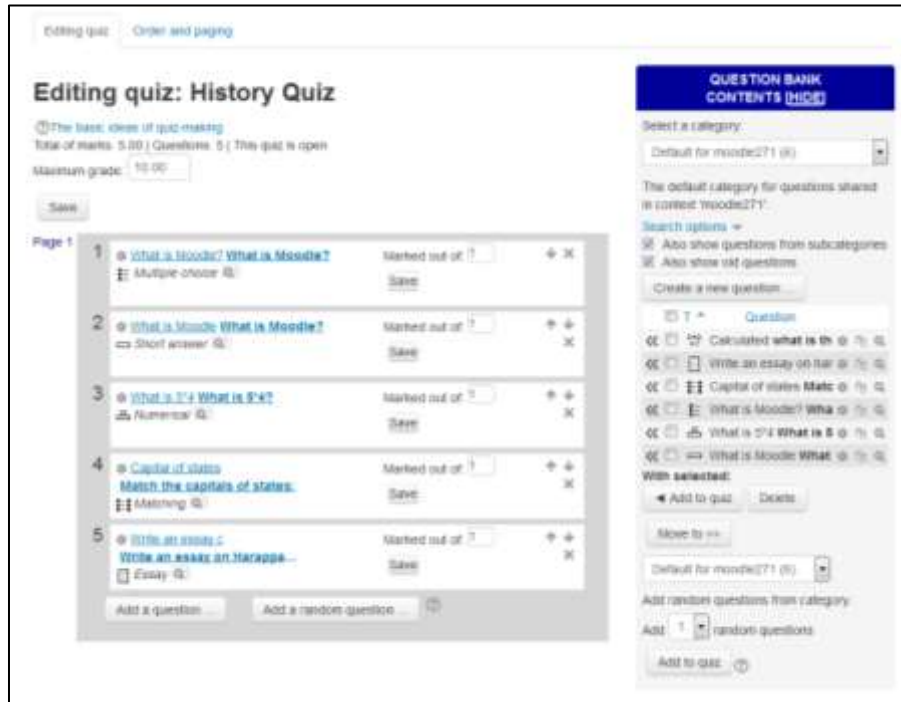 Editing quiz
Order and paging
Editing quiz: History Quiz
The basic ideas of quiz-making
Total of marks: 5.00 | Questions: 5 | This quiz is open
Maximum grade: 10.00
Save
Page 1
1
What is Moodle? What is Moodle?
Multiple choice
Marked out of:
Save
2
What is Moodle What is Moodle?
Short answer
Marked out of:
Save
3
What is 5*4 What is 5*4?
Numerical
Marked out of:
Save
4
Capital of states
Match the capitals of states:
Matching
Marked out of:
Save
5
Write an essay c
Write an essay on Harappa...
Essay
Marked out of:
Save
Add a question ...
Add a random question ...
QUESTION BANK
CONTENTS [HIDE]
Select a category:
Default for moodle271 (6)
The default category for questions shared
in context 'moodle271'.
Search options
Also show questions from subcategories
Also show old questions
Create a new question ...
T Question
Calculated what is th
Write an essay on har
Capital of states Matc
What is Moodle? Wha
What is 5*4 What is 5
What is Moodle What
With selected:
Add to quiz Delete
Move to >>
Default for moodle271 (6)
Add random questions from category:
Add 1 random questions
Add to quiz